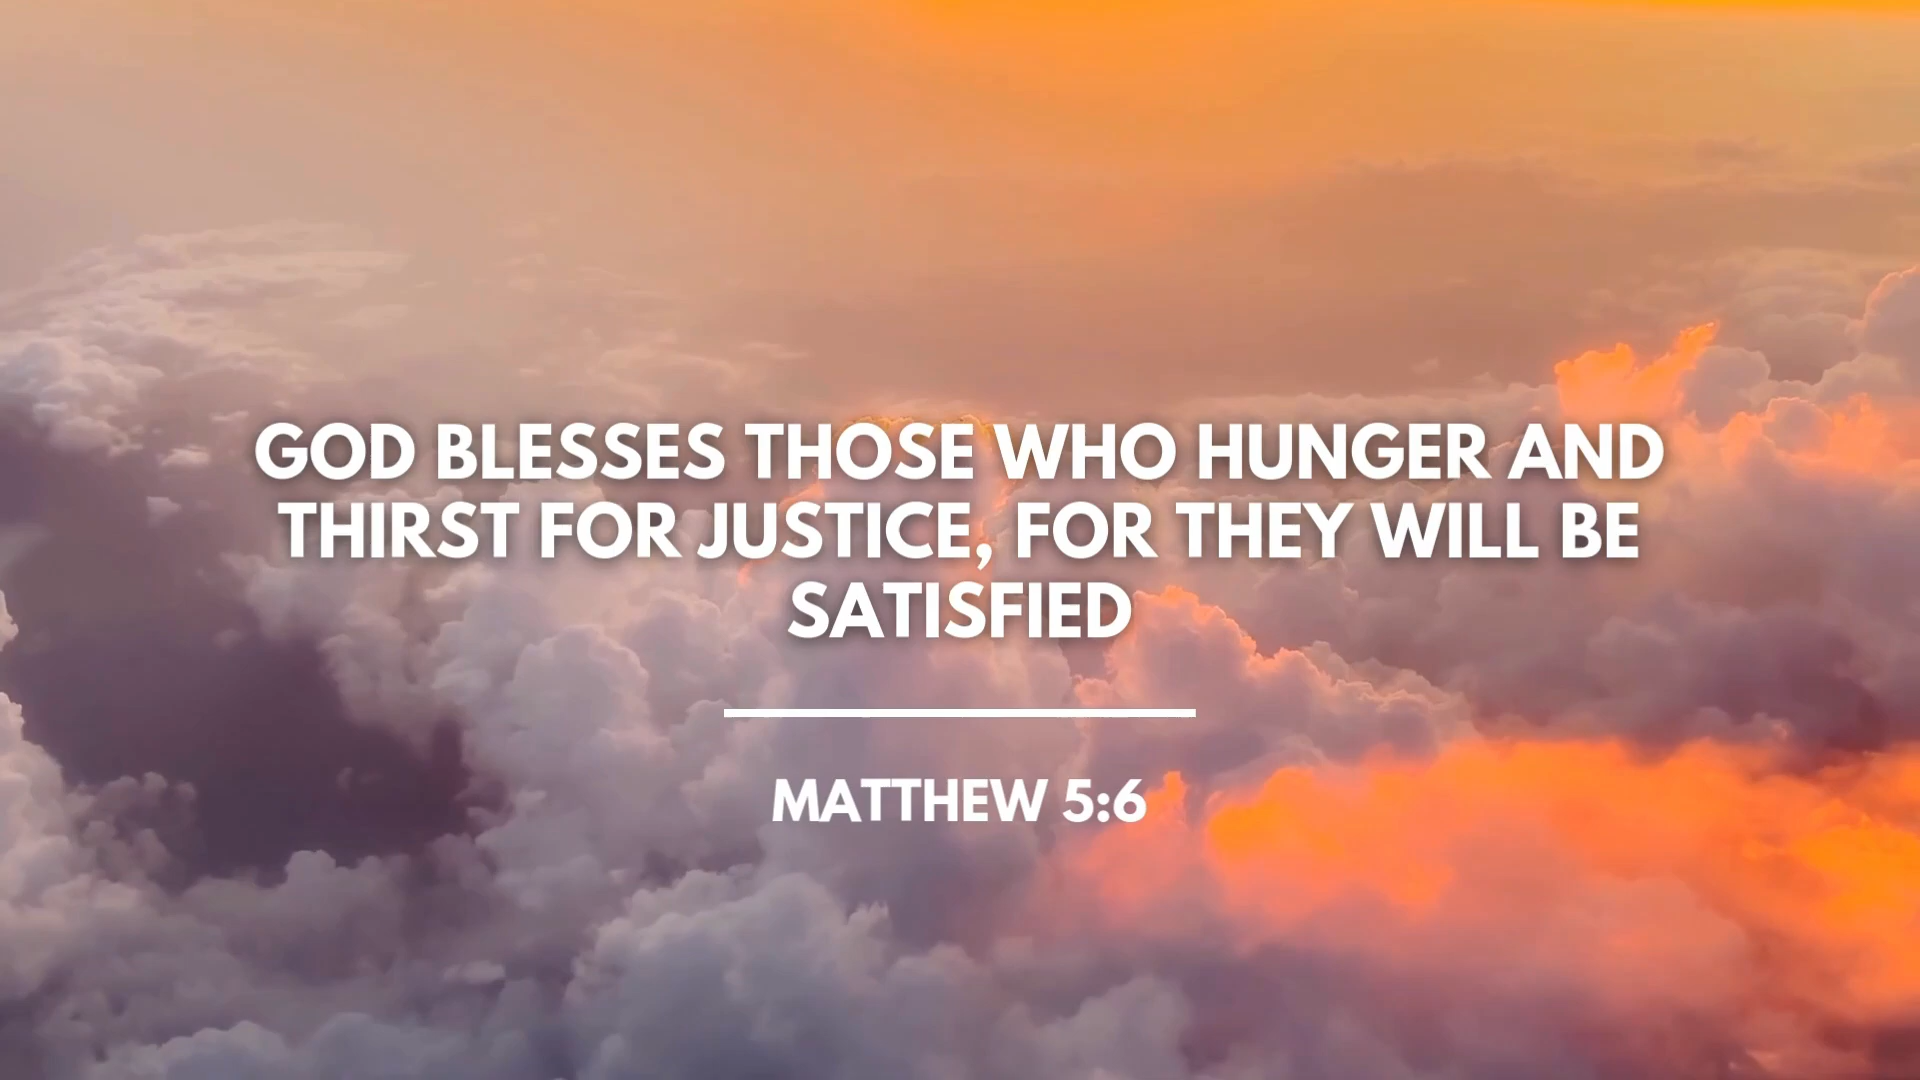 GOD BLESSES THOSE WHO HUNGER AND
THIRST FOR JUSTICE, FOR THEY WILL BE
SATISFIED
MATTHEW 5:6